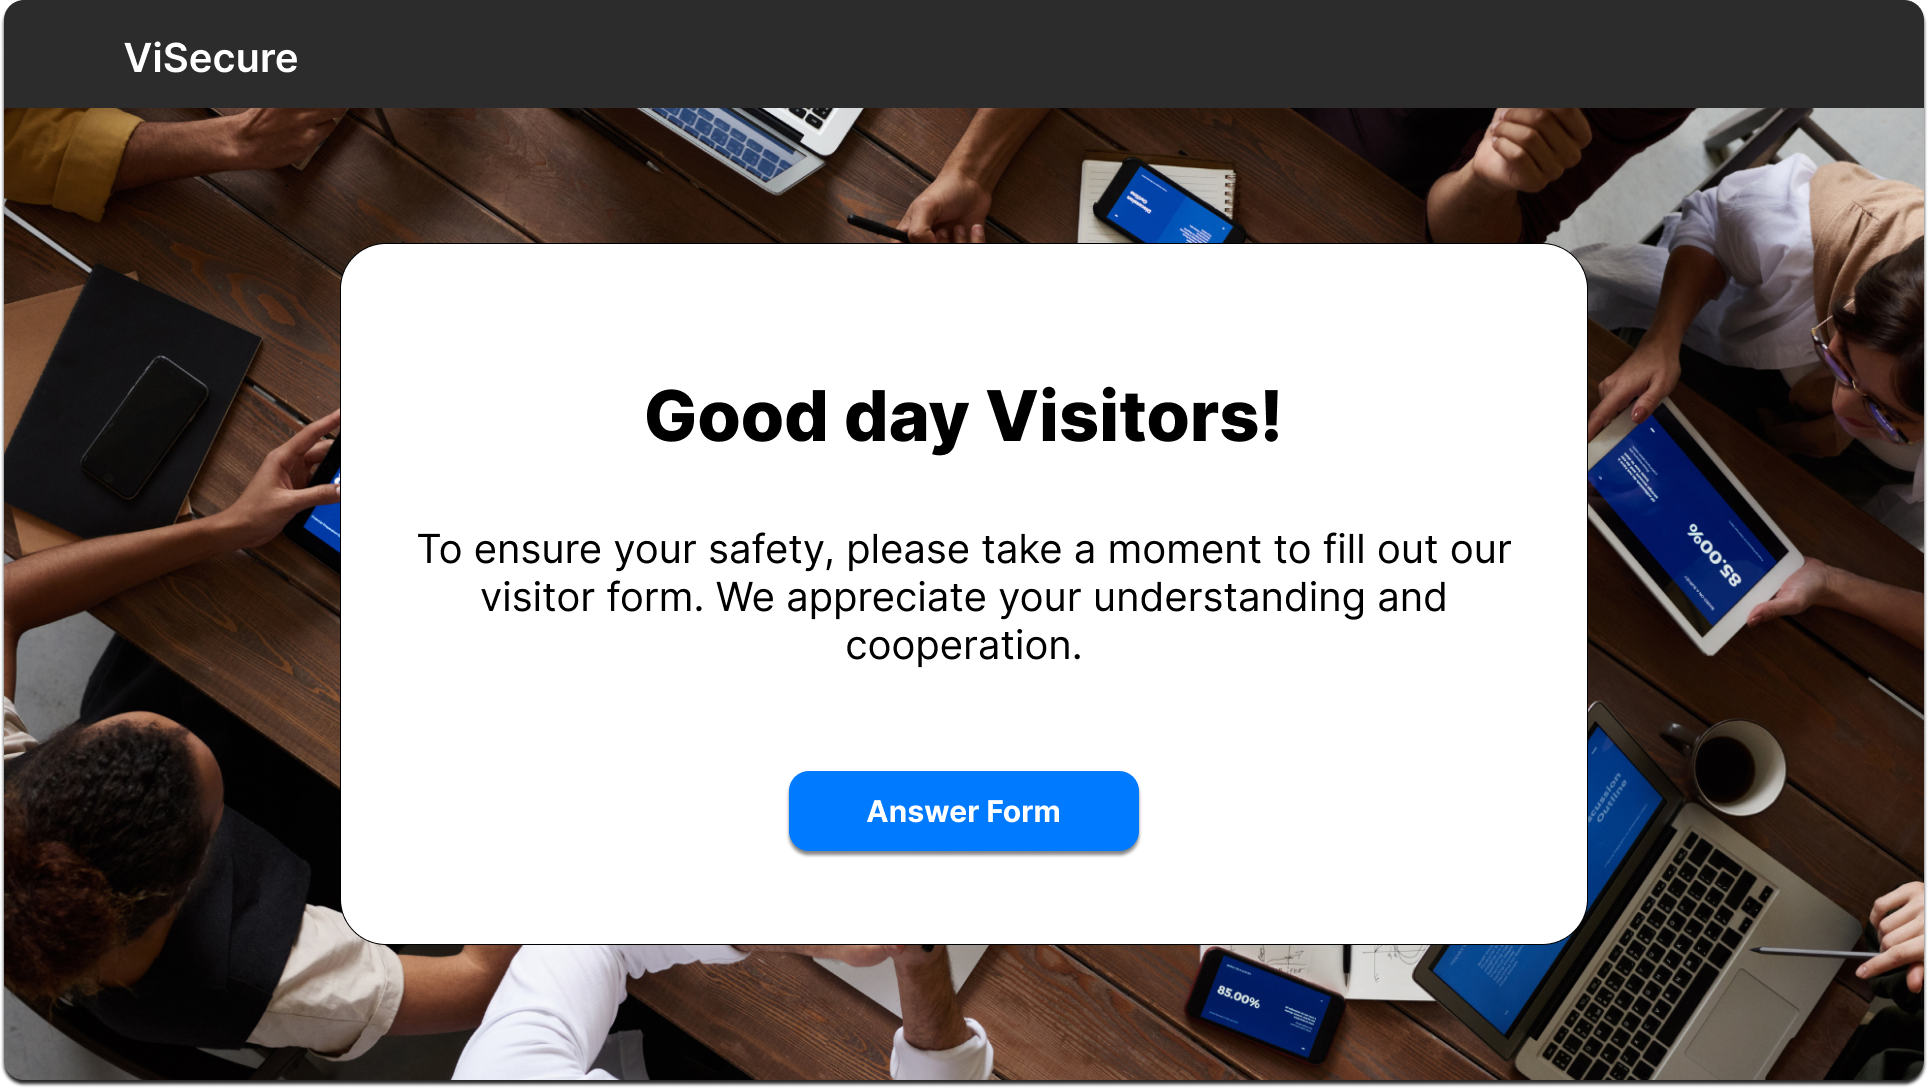 ViSecure
Discussion
Outline
Good day Visitors!
To ensure your safety, please take a moment to fill out our
visitor form. We appreciate your understanding and
cooperation.
85.00%
Answer Form
Outline
85.00%